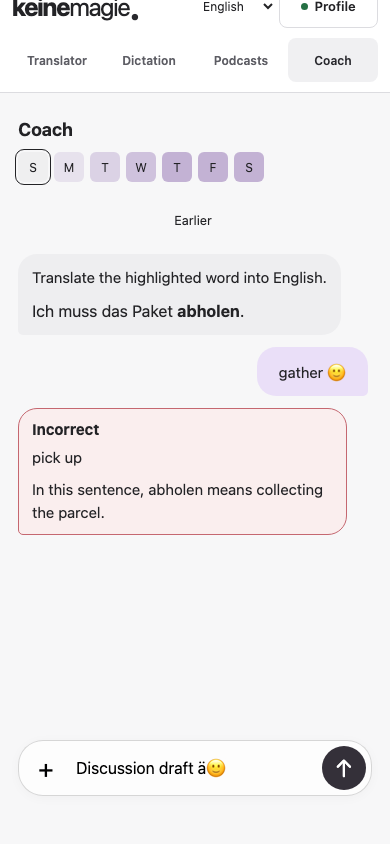 keinemagie.
English
Profile
Translator Dictation Podcasts Coach
Coach
S M T W T F S
Earlier
Translate the highlighted word into English.
Ich muss das Paket abholen.
gather 🙂
Incorrect
pick up
In this sentence, abholen means collecting
the parcel.
Discussion draft ä🙂